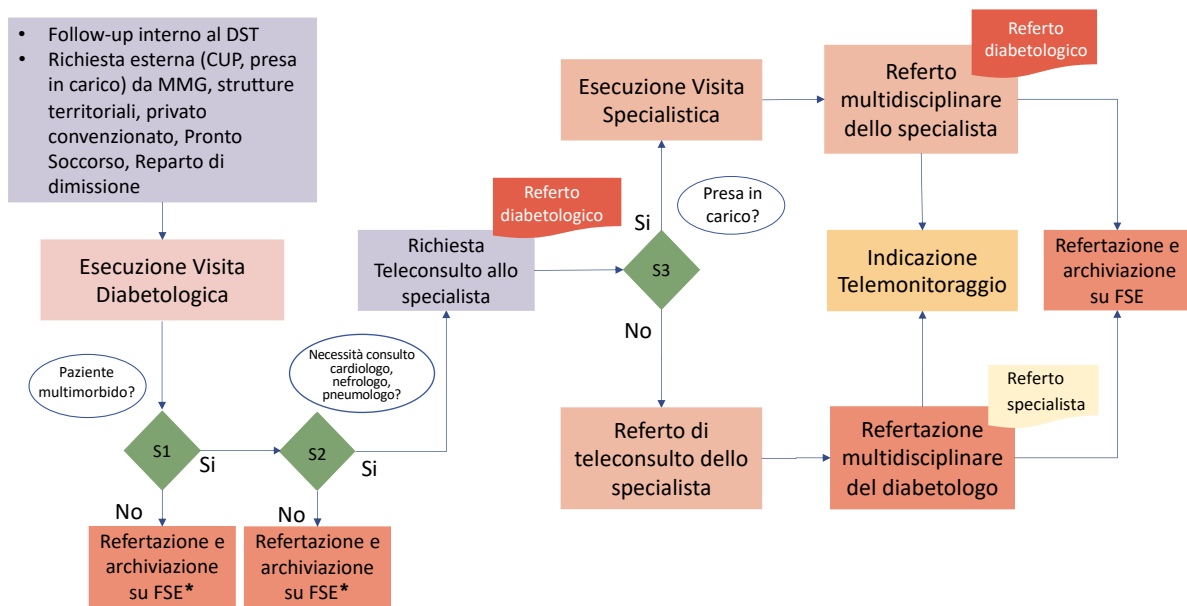 • Follow-up interno al DST
• Richiesta esterna (CUP, presa
in carico) da MMG, strutture
territoriali, privato
convenzionato, Pronto
Soccorso, Reparto di
dimissione
Esecuzione Visita
Diabetologica
Paziente
multimorbido?
S1
Si
No
Refertazione e
archiviazione
su FSE*
Necessità consulto
cardiologo,
nefrologo,
pneumologo?
S2
Si
No
Refertazione e
archiviazione
su FSE*
Referto
diabetologico
Richiesta
Teleconsulto allo
specialista
S3
Presa in
carico?
Si
No
Esecuzione Visita
Specialistica
Referto
diabetologico
Referto
multidisciplinare
dello specialista
Indicazione
Telemonitoraggio
Refertazione e
archiviazione
su FSE
Referto di
teleconsulto dello
specialista
Referto
specialista
Refertazione
multidisciplinare
del diabetologo